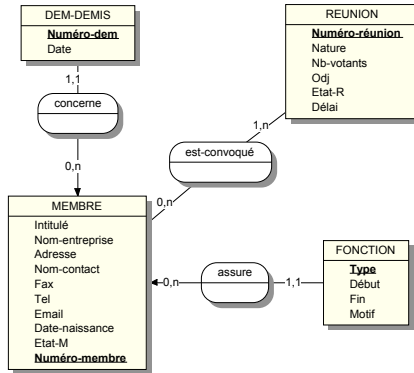 DEM-DEMIS
Numéro-dem
Date
1,1
concerne
0,n
REUNION
Numéro-réunion
Nature
Nb-votants
Odj
Etat-R
Délai
1,n
est-convoqué
0,n
MEMBRE
Intitulé
Nom-entreprise
Adresse
Nom-contact
Fax
Tel
Email
Date-naissance
Etat-M
Numéro-membre
0,n
assure
1,1
FONCTION
Type
Début
Fin
Motif